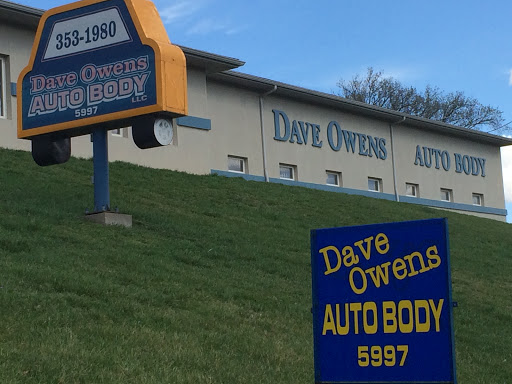 353-1980
Dave Owens
AUTO BODY
LLC
5997
DAVE OWENS AUTO BODY
Dave
Owens
AUTO BODY
5997